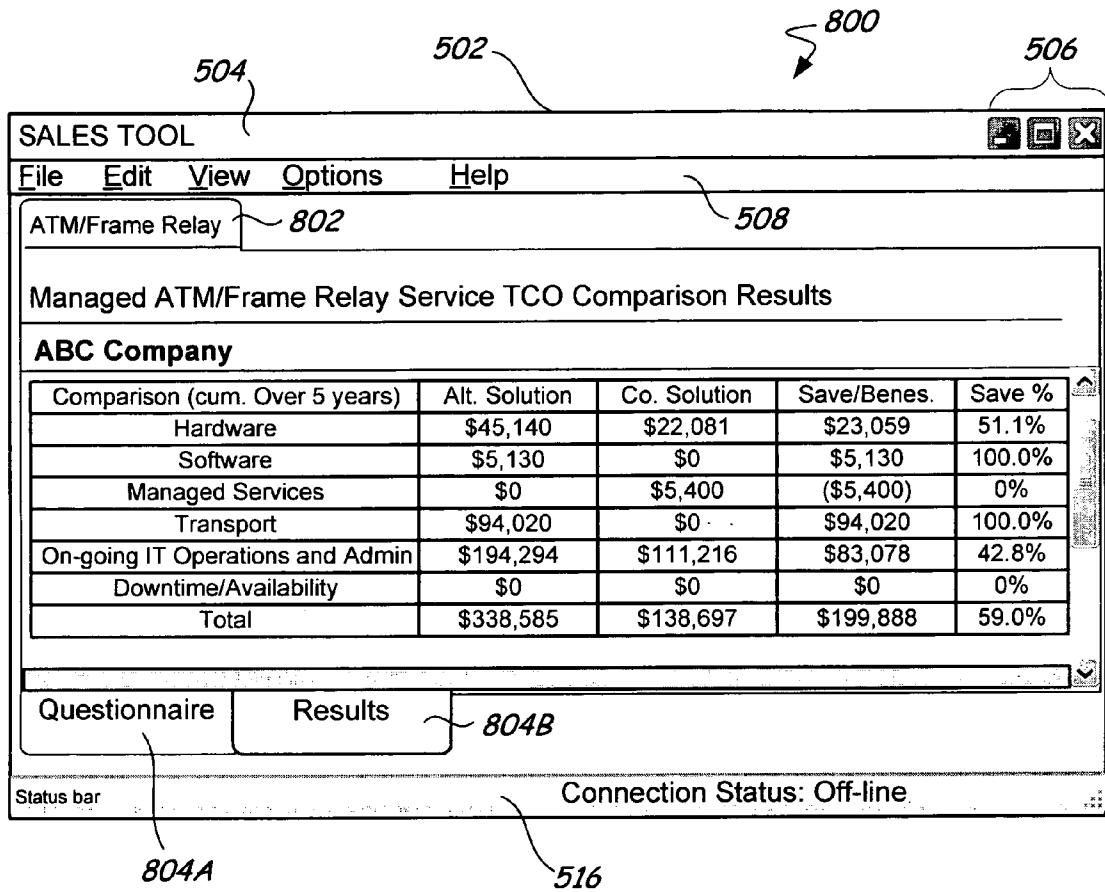 800
502
506
504
SALES TOOL
File Edit View Options Help
ATM/Frame Relay 802
508
Managed ATM/Frame Relay Service TCO Comparison Results
ABC Company
Comparison (cum. Over 5 years) Alt. Solution Co. Solution Save/Benes. Save %
Hardware $45,140 $22,081 $23,059 51.1%
Software $5,130 $0 $5,130 100.0%
Managed Services $0 $5,400 ($5,400) 0%
Transport $94,020 $0 $94,020 100.0%
On-going IT Operations and Admin $194,294 $111,216 $83,078 42.8%
Downtime/Availability $0 $0 $0 0%
Total $338,585 $138,697 $199,888 59.0%
Questionnaire Results 804B
Status bar Connection Status: Off-line
804A
516